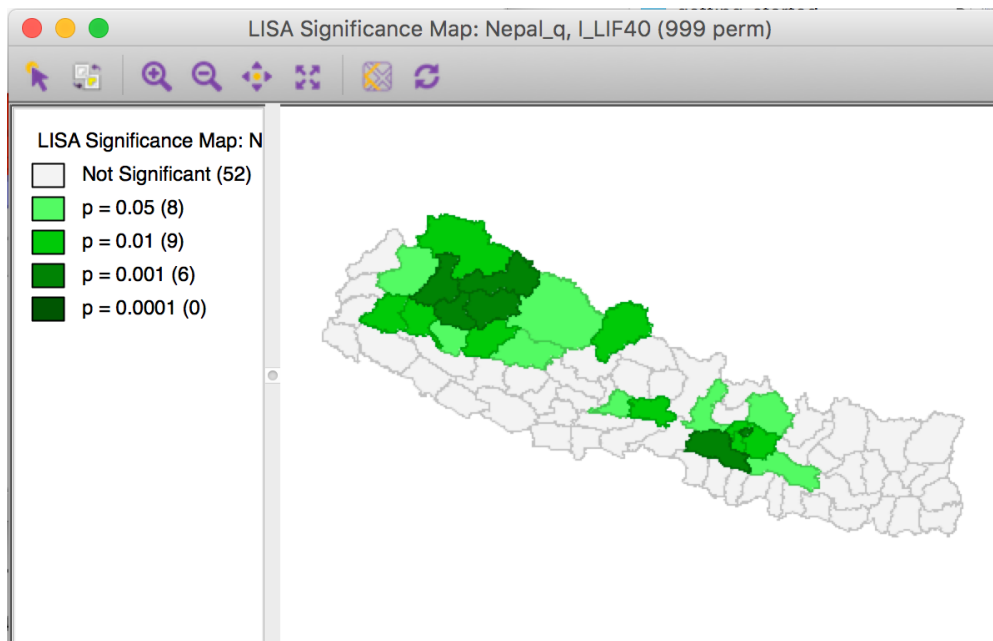 LISA Significance Map: Nepal_q, I_LIF40 (999 perm)
LISA Significance Map: N
Not Significant (52)
p = 0.05 (8)
p = 0.01 (9)
p = 0.001 (6)
p = 0.0001 (0)